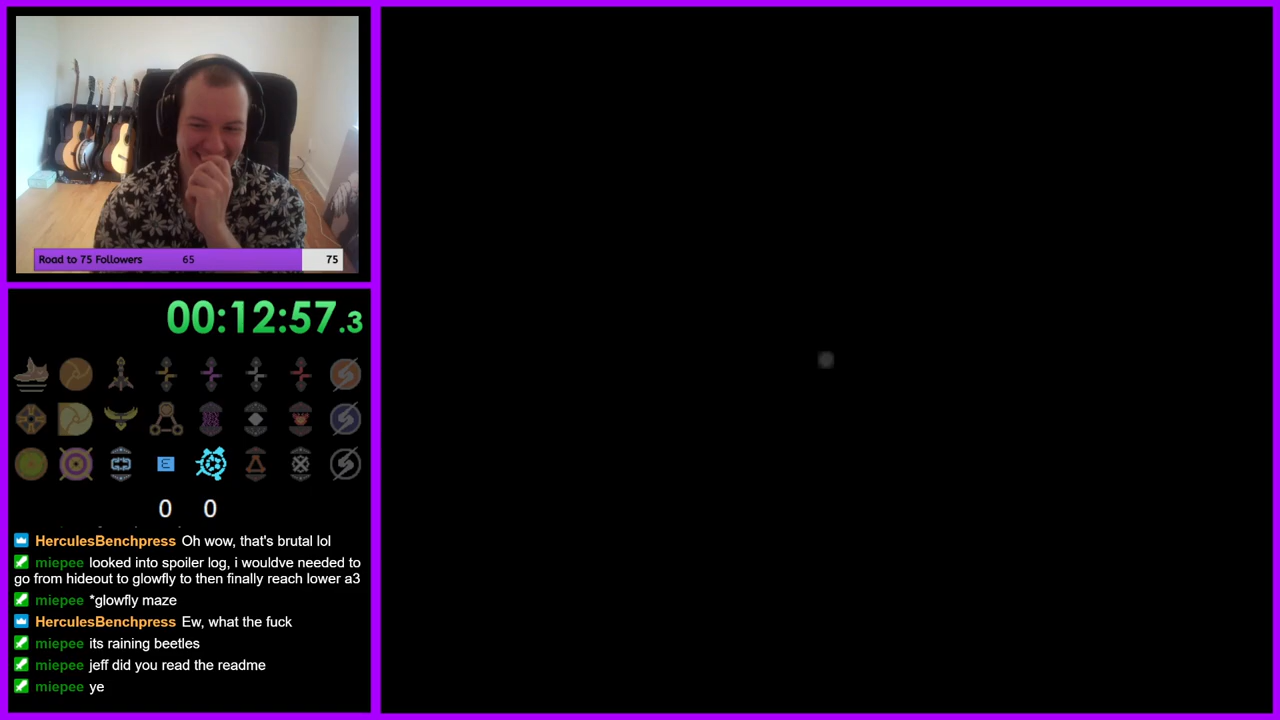 Road to 75 Followers 65 75
00:12:57.3
0 0
HerculesBenchpress Oh wow, that's brutal lol
miepee looked into spoiler log, i wouldve needed to
go from hideout to glowfly to then finally reach lower a3
miepee *glowfly maze
HerculesBenchpress Ew, what the fuck
miepee its raining beetles
miepee jeff did you read the readme
miepee ye